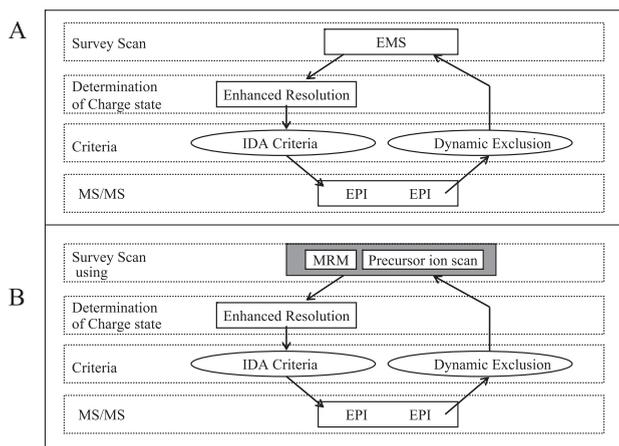 A
Survey Scan
EMS
Determination
of Charge state
Enhanced Resolution
Criteria
IDA Criteria
Dynamic Exclusion
MS/MS
EPI EPI
B
Survey Scan
using
MRM
Precursor ion scan
Determination
of Charge state
Enhanced Resolution
Criteria
IDA Criteria
Dynamic Exclusion
MS/MS
EPI EPI